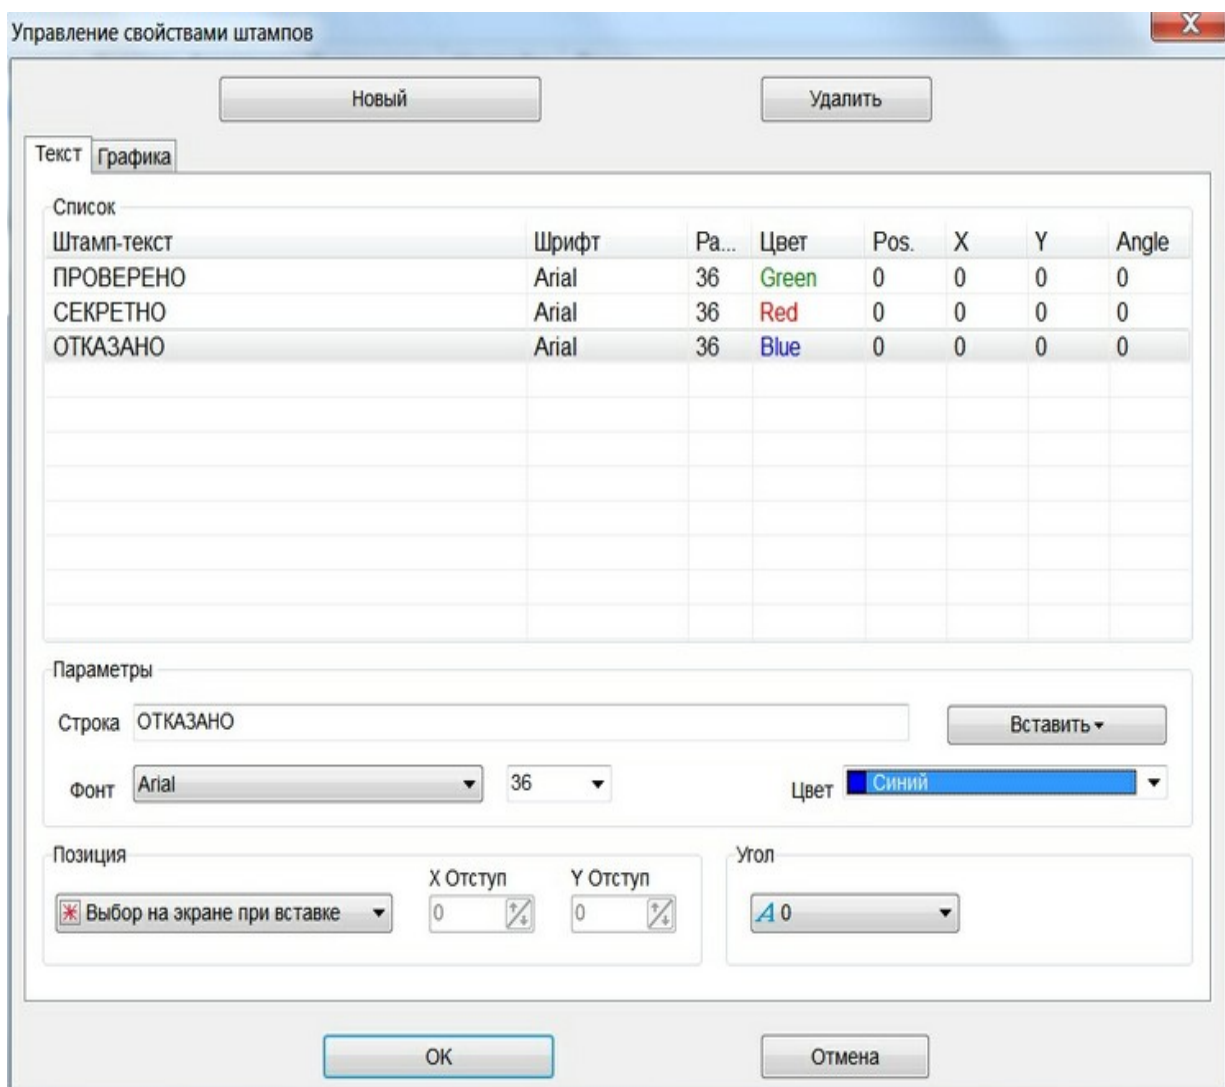 Управление свойствами штампов
Новый Удалить
Текст Графика
Список
Штамп-текст Шрифт Ра... Цвет Pos. X Y Angle
ПРОВЕРЕНО Arial 36 Green 0 0 0 0
СЕКРЕТНО Arial 36 Red 0 0 0 0
ОТКАЗАНО Arial 36 Blue 0 0 0 0
Параметры
Строка ОТКАЗАНО Вставить
Фонт Arial 36 Цвет Синий
Позиция Угол
X Отступ Y Отступ
Выбор на экране при вставке 0 0 A 0
OK Отмена